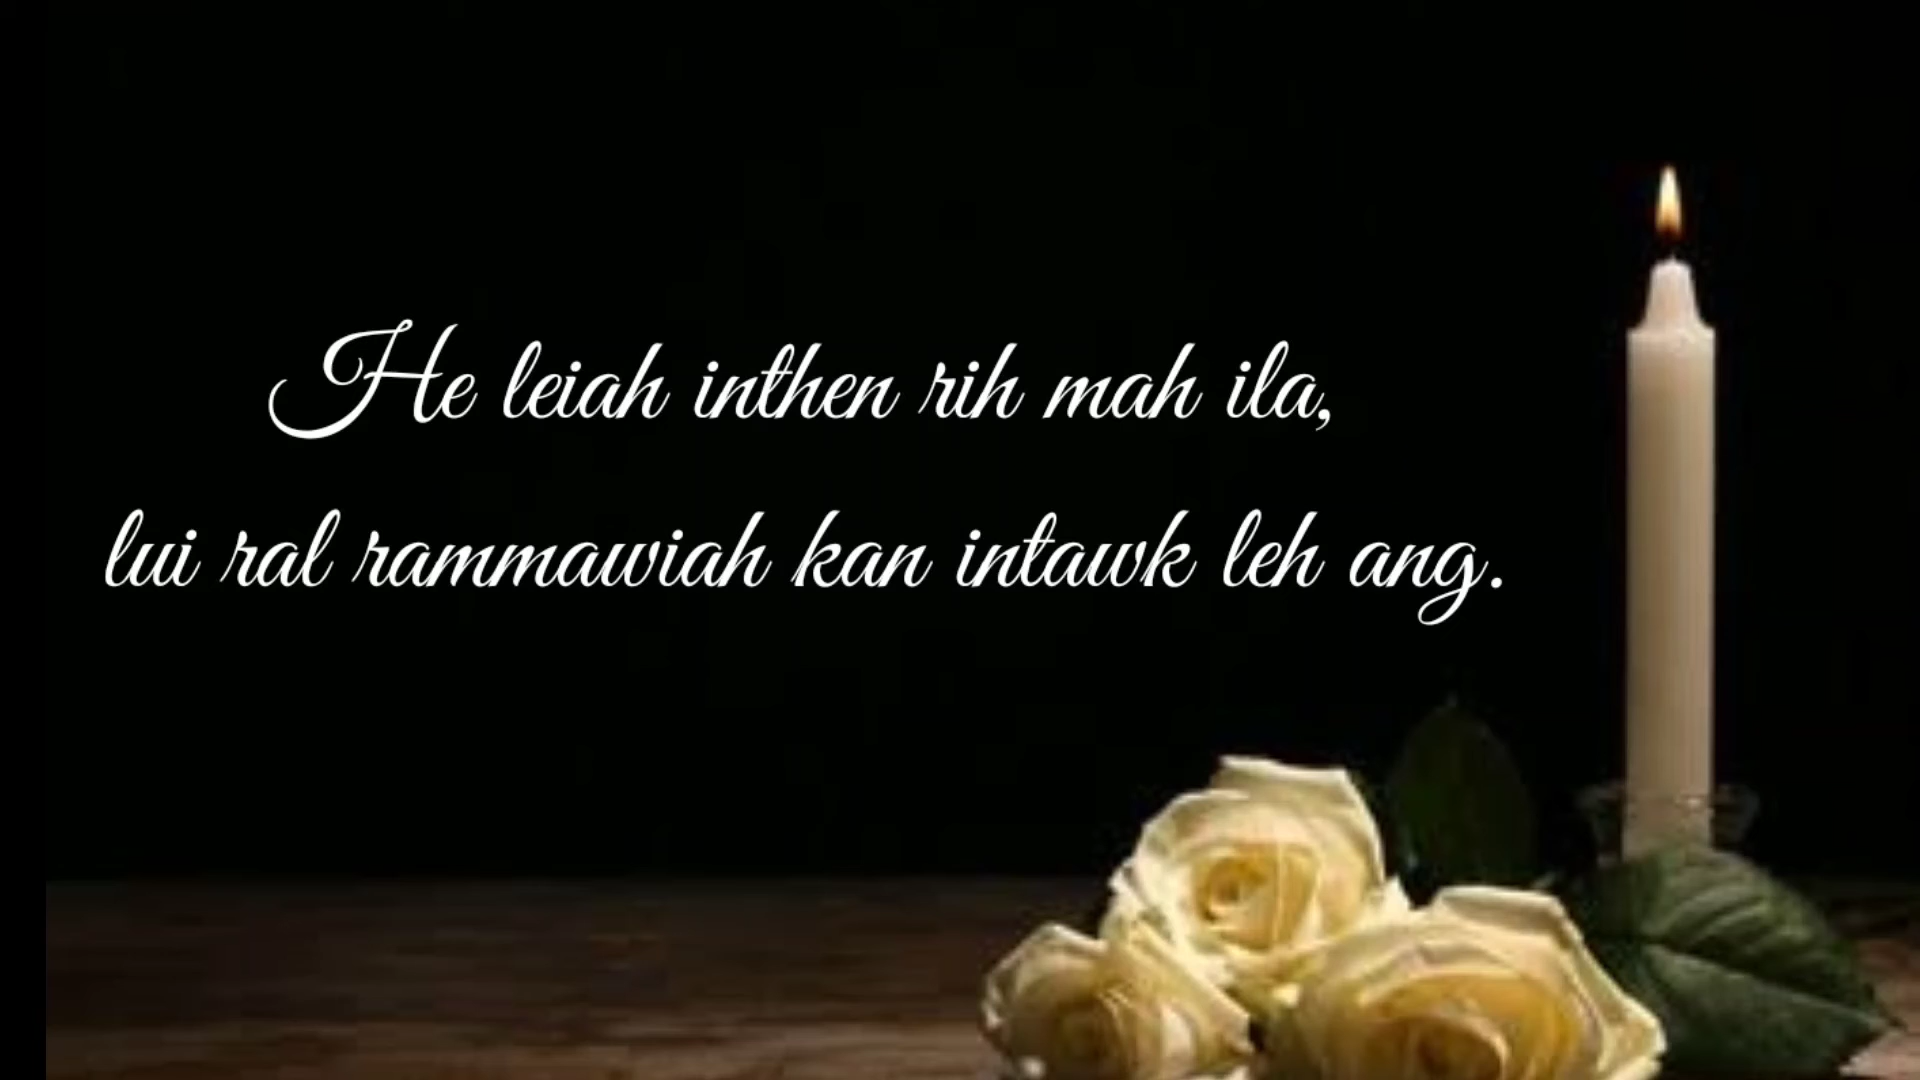 He leiah inthen rih mah ila,
lui ral rammawiah kan intawk leh ang.